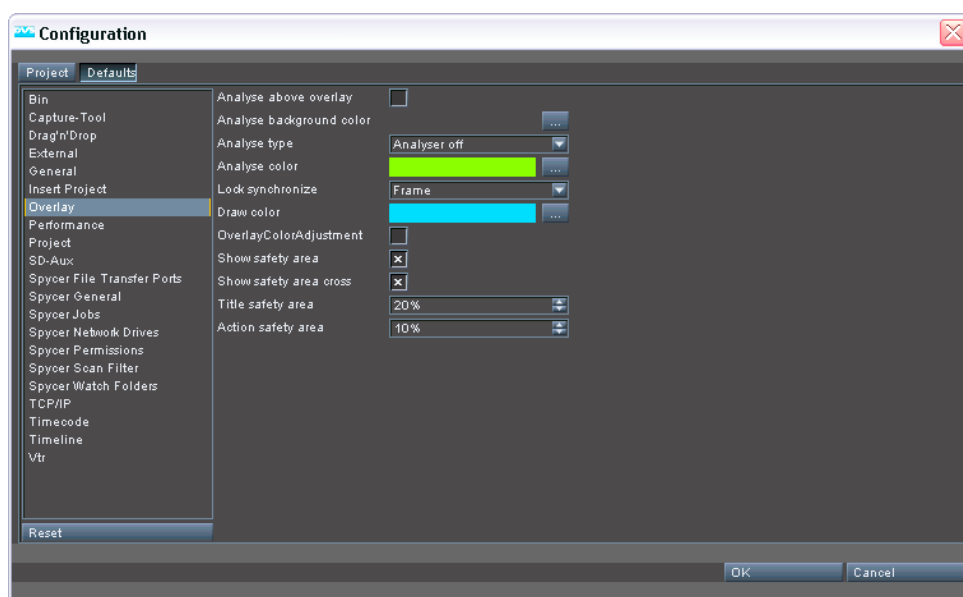 Configuration
Project Defaults
Bin
Capture-Tool
Drag'n'Drop
External
General
Insert Project
Overlay
Performance
Project
SD-Aux
Spycer File Transfer Ports
Spycer General
Spycer Jobs
Spycer Network Drives
Spycer Permissions
Spycer Scan Filter
Spycer Watch Folders
TCP/IP
Timecode
Timeline
Vtr
Reset
Analyse above overlay
Analyse background color ...
Analyse type Analyser off
Analyse color ...
Lock synchronize Frame
Draw color ...
OverlayColorAdjustment
Show safety area
Show safety area cross
Title safety area 20%
Action safety area 10%
OK Cancel